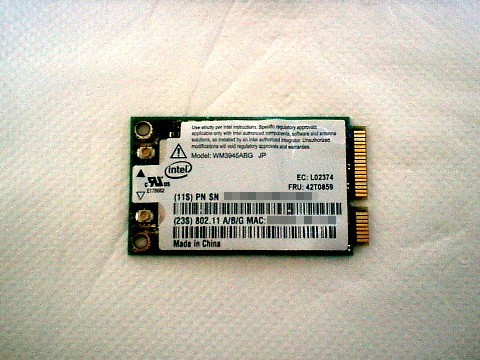 Use strictly per Intel instructions. Specific regulatory approvals
applicable only with Intel authorized computers, software and antenna
solutions, as installed by an Intel authorized integrator. Unauthorized
modifications will void regulatory approvals and warranties.
Model: WM3945ABG JP
intel
EC: L02374
FRU: 42T0859
E179662
(11S) PN SN
(23S) 802.11 A/B/G MAC:
Made in China